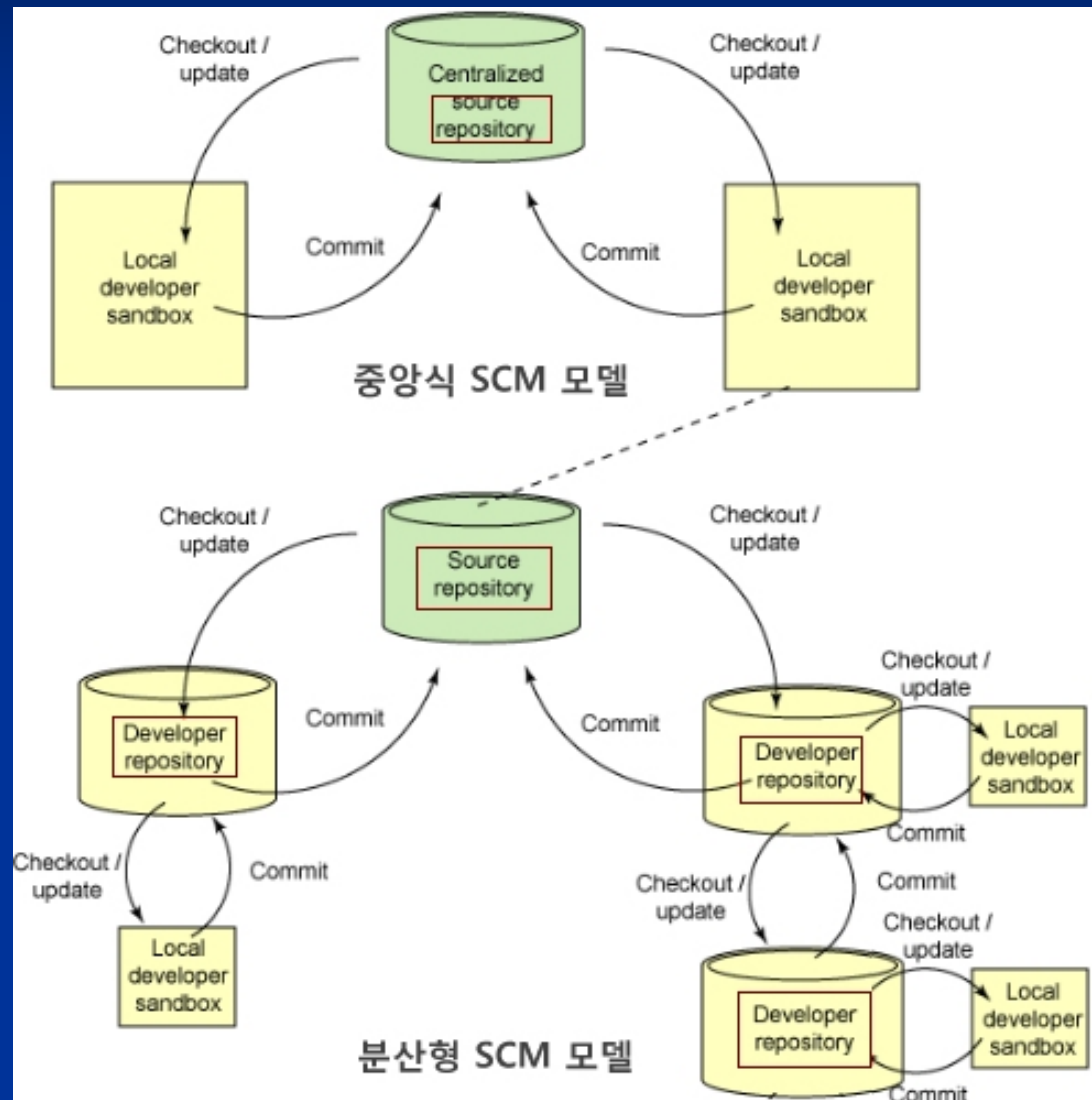 Checkout /
update
Centralized
source
repository
Checkout /
update
Local
developer
sandbox
Commit
Commit
Local
developer
sandbox
중앙식 SCM 모델
Checkout /
update
Source
repository
Checkout /
update
Developer
repository
Commit
Commit
Developer
repository
Checkout /
update
Local
developer
sandbox
Commit
Checkout /
update
Commit
Local
developer
sandbox
Checkout /
update
Commit
Checkout /
update
Developer
repository
Local
developer
sandbox
Commit
분산형 SCM 모델